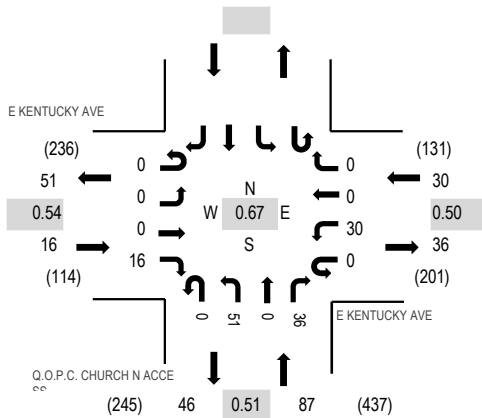 E KENTUCKY AVE
(236) (131)
51 0 0 30
N
0 0
0.54 W 0.67 E 0.50
0 30
S
16 16 0 36
(114) (201)
0 51 0 36
E KENTUCKY AVE
Q.O.P.C. CHURCH N ACCE
SS
(245) 46 0.51 87 (437)